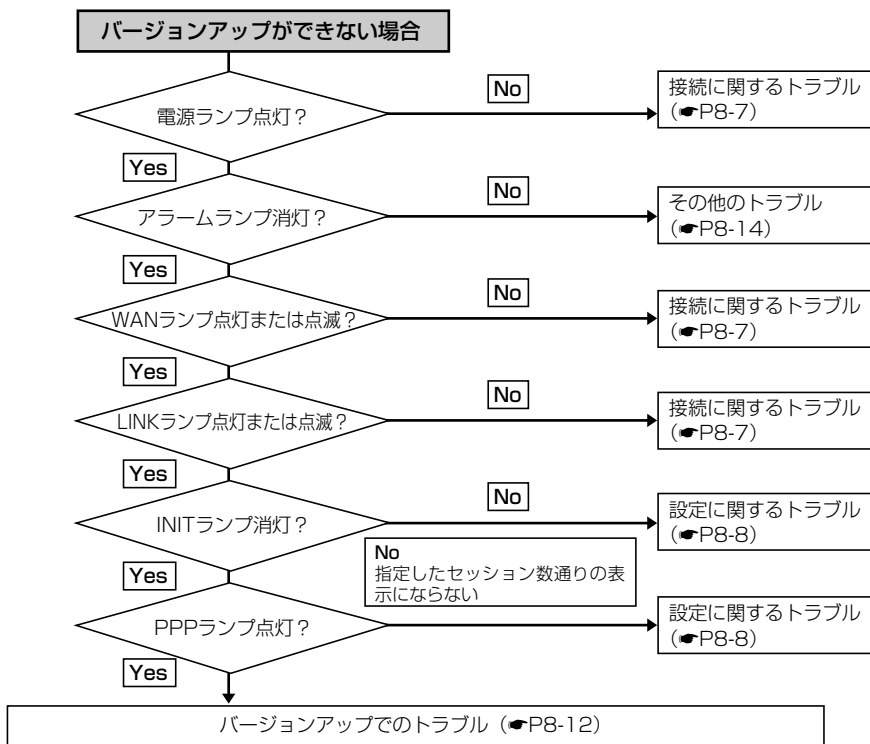 バージョンアップができない場合
電源ランプ点灯?
No
接続に関するトラブル
(☛P8-7)
Yes
アラームランプ消灯?
No
その他のトラブル
(☛P8-14)
Yes
WANランプ点灯または点滅?
No
接続に関するトラブル
(☛P8-7)
Yes
LINKランプ点灯または点滅?
No
接続に関するトラブル
(☛P8-7)
Yes
INITランプ消灯?
No
設定に関するトラブル
(☛P8-8)
Yes
No
指定したセッション数通りの表
示にならない
PPPランプ点灯?
設定に関するトラブル
(☛P8-8)
Yes
バージョンアップでのトラブル(☛P8-12)